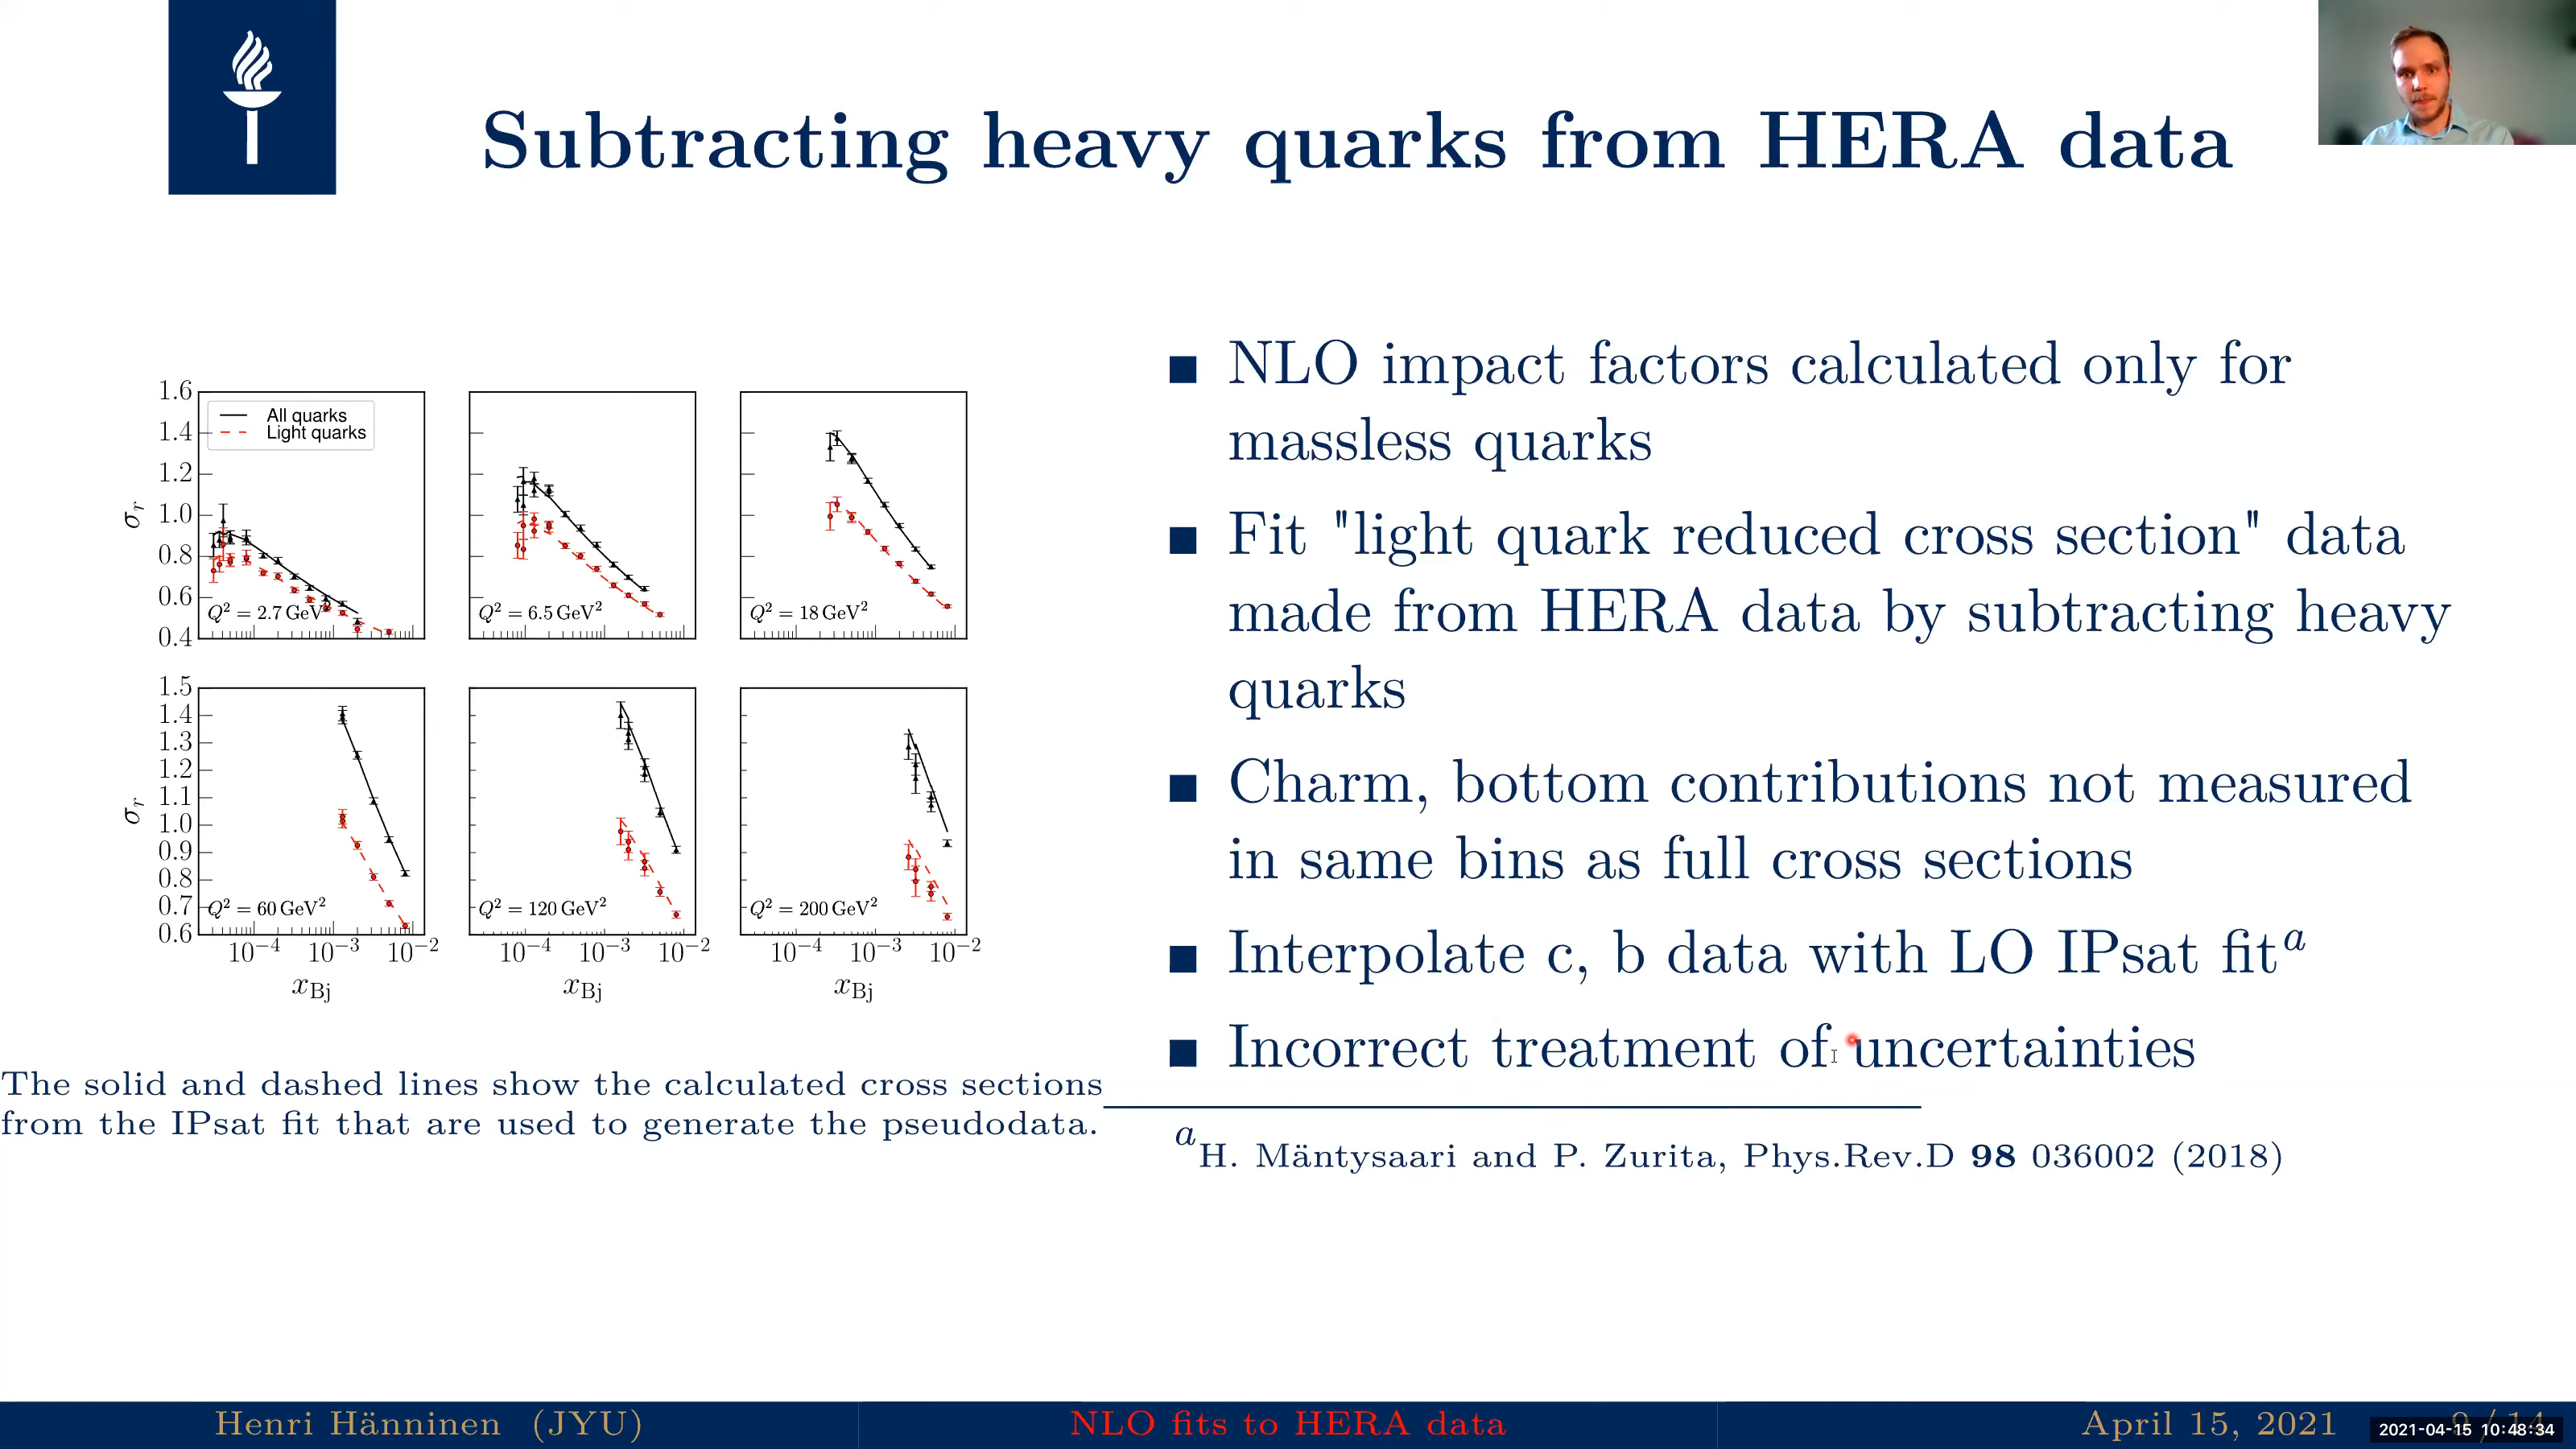 Subtracting heavy quarks from HERA data
1.6
1.4
1.2
1.0
0.8
0.6
0.4
σr
All quarks
Light quarks
Q² = 2.7 GeV²
Q² = 6.5 GeV²
Q² = 18 GeV²
1.5
1.4
1.3
1.2
1.1
1.0
0.9
0.8
0.7
0.6
σr
Q² = 60 GeV²
Q² = 120 GeV²
Q² = 200 GeV²
10⁻⁴ 10⁻³ 10⁻² 10⁻⁴ 10⁻³ 10⁻² 10⁻⁴ 10⁻³ 10⁻²
xBj xBj xBj
The solid and dashed lines show the calculated cross sections
from the IPsat fit that are used to generate the pseudodata.
NLO impact factors calculated only for
massless quarks
Fit "light quark reduced cross section" data
made from HERA data by subtracting heavy
quarks
Charm, bottom contributions not measured
in same bins as full cross sections
Interpolate c, b data with LO IPsat fitᵃ
Incorrect treatment of uncertainties
ᵃH. Mäntysaari and P. Zurita, Phys.Rev.D 98 036002 (2018)
Henri Hänninen (JYU) NLO fits to HERA data April 15, 2021 9 / 14
2021-04-15 10:48:34